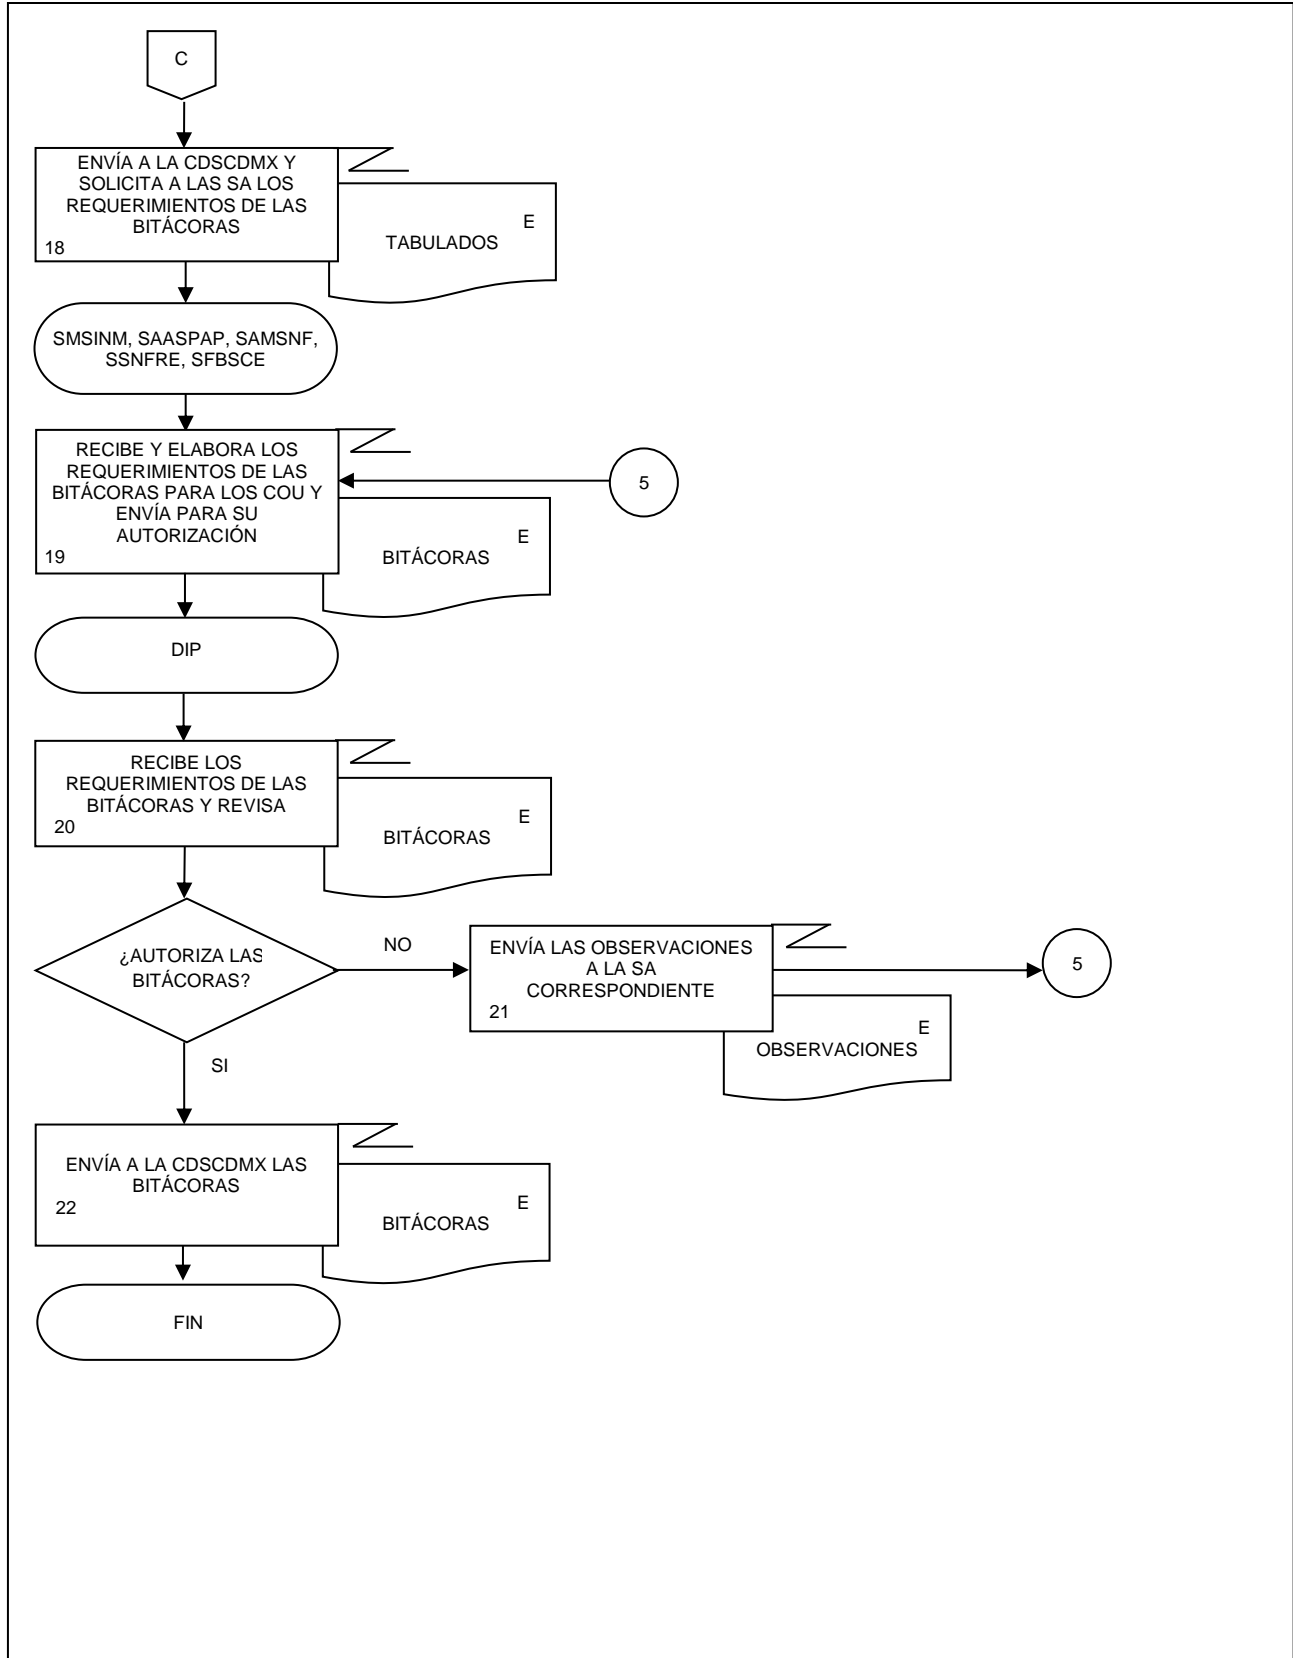 C
ENVÍA A LA CDSCDMX Y
SOLICITA A LAS SA LOS
REQUERIMIENTOS DE LAS
BITÁCORAS
18
E
TABULADOS
SMSINM, SAASPAP, SAMSNF,
SSNFRE, SFBSCE
RECIBE Y ELABORA LOS
REQUERIMIENTOS DE LAS
BITÁCORAS PARA LOS COU Y
ENVÍA PARA SU
AUTORIZACIÓN
19
5
E
BITÁCORAS
DIP
RECIBE LOS
REQUERIMIENTOS DE LAS
BITÁCORAS Y REVISA
20
E
BITÁCORAS
¿AUTORIZA LAS
BITÁCORAS?
NO
ENVÍA LAS OBSERVACIONES
A LA SA
CORRESPONDIENTE
21
5
E
OBSERVACIONES
SI
ENVÍA A LA CDSCDMX LAS
BITÁCORAS
22
E
BITÁCORAS
FIN